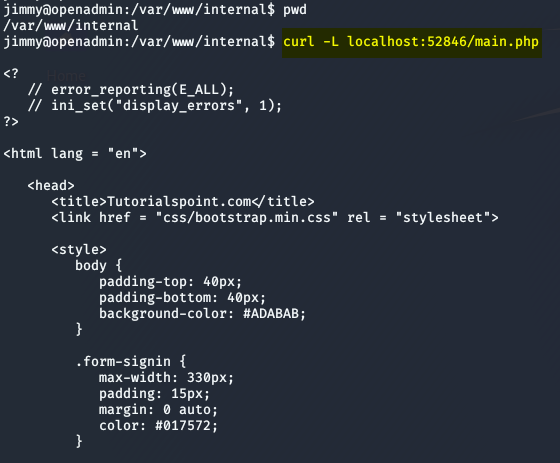 jimmy@openadmin:/var/www/internal$ pwd
/var/www/internal
jimmy@openadmin:/var/www/internal$ curl -L localhost:52846/main.php
<?
// error_reporting(E_ALL);
// ini_set("display_errors", 1);
?>
<html lang = "en">
<head>
<title>Tutorialspoint.com</title>
<link href = "css/bootstrap.min.css" rel = "stylesheet">
<style>
body {
padding-top: 40px;
padding-bottom: 40px;
background-color: #ADABAB;
}
.form-signin {
max-width: 330px;
padding: 15px;
margin: 0 auto;
color: #017572;
}